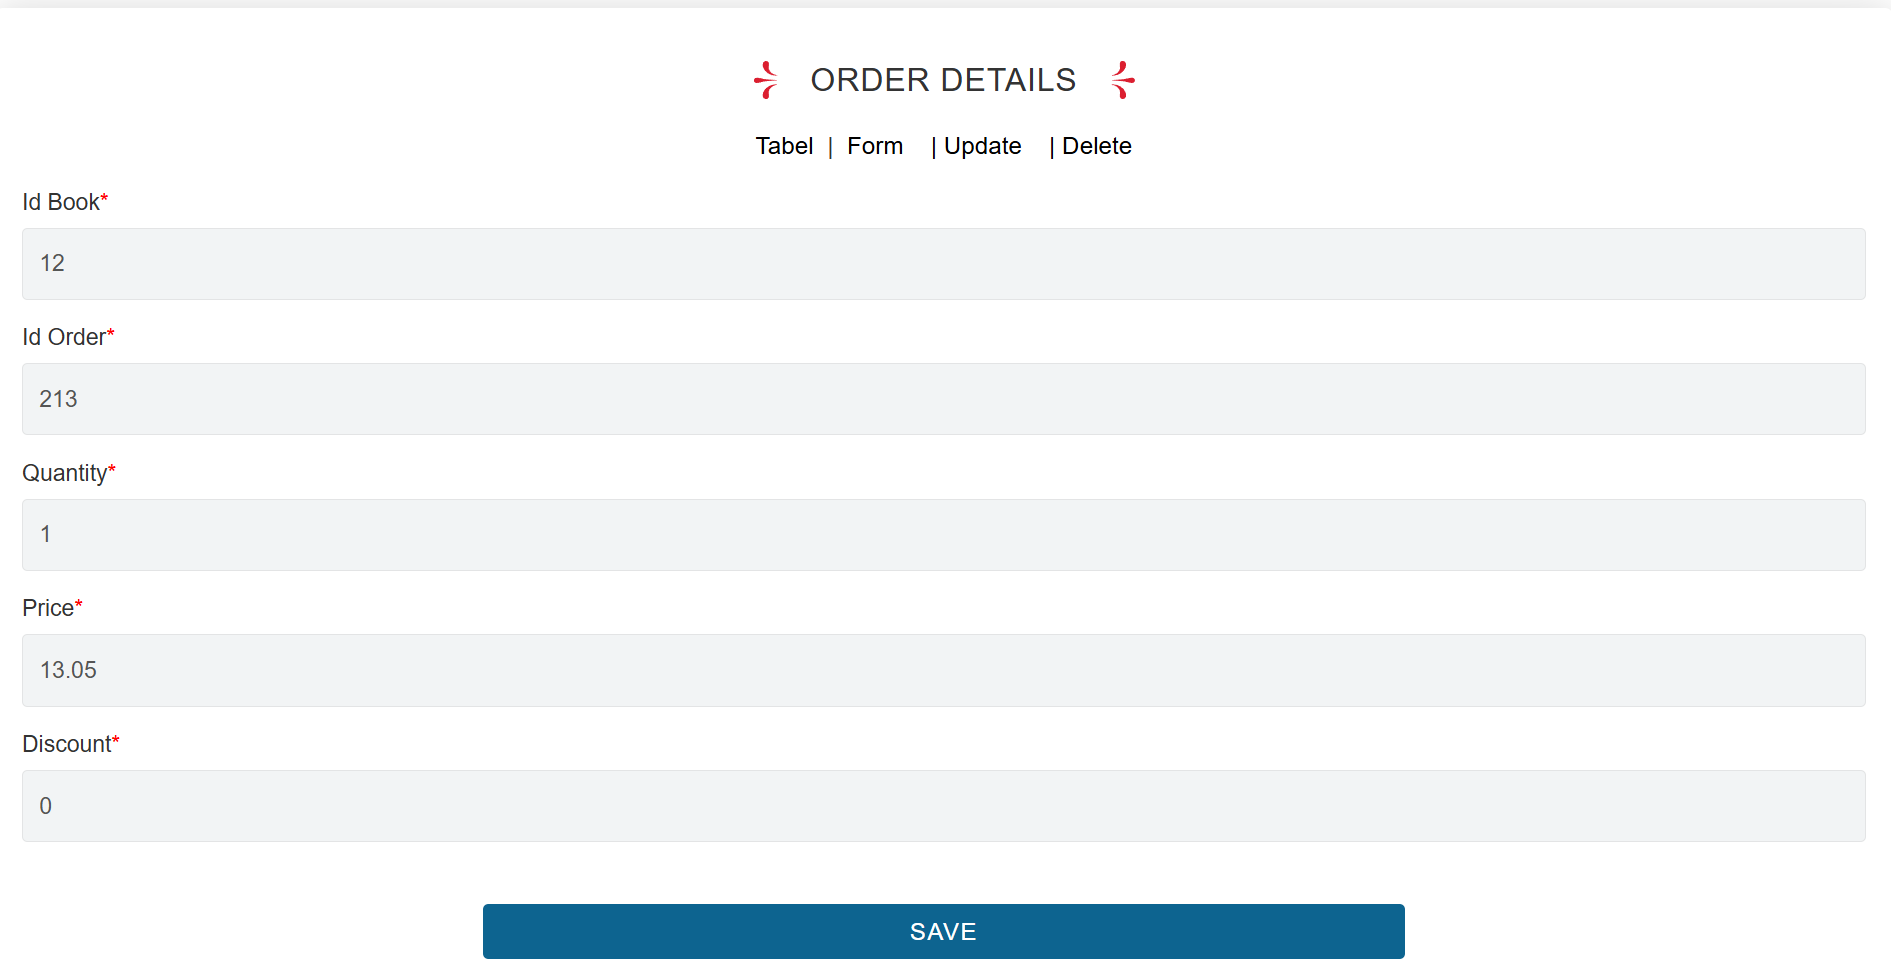 ORDER DETAILS
Tabel | Form | Update | Delete
Id Book*
12
Id Order*
213
Quantity*
1
Price*
13.05
Discount*
0
SAVE